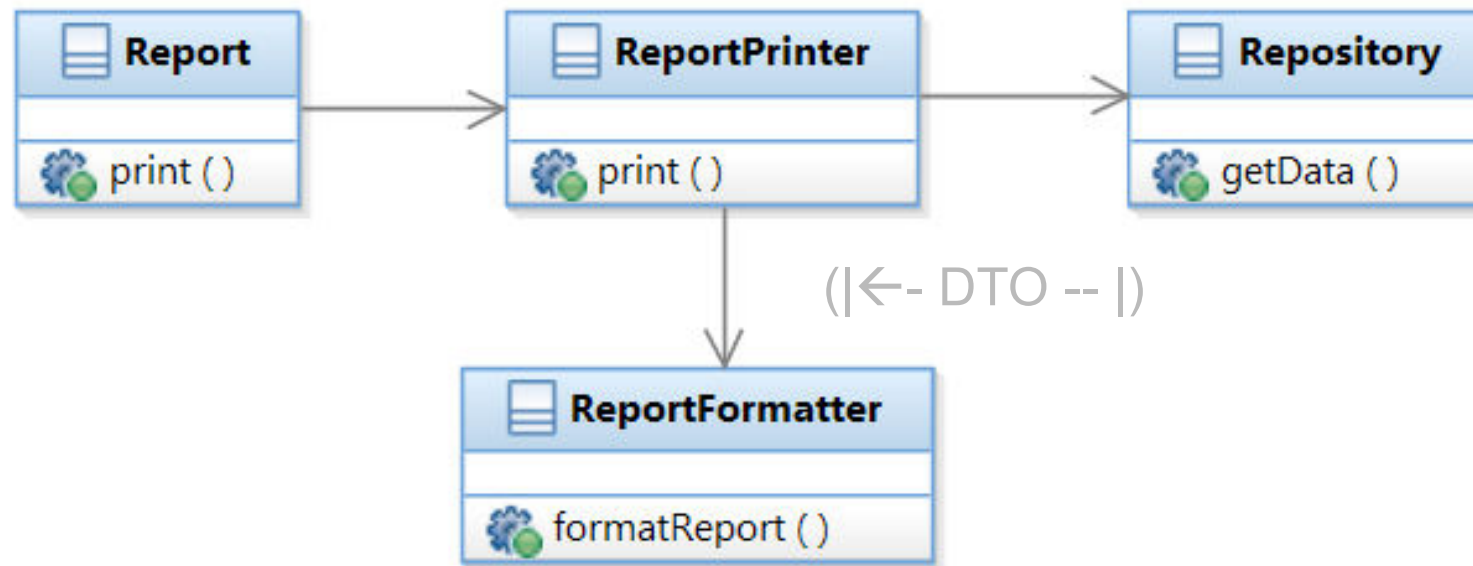 Report
print ( )
ReportPrinter
print ( )
Repository
getData ( )
(|←- DTO -- |)
ReportFormatter
formatReport ( )